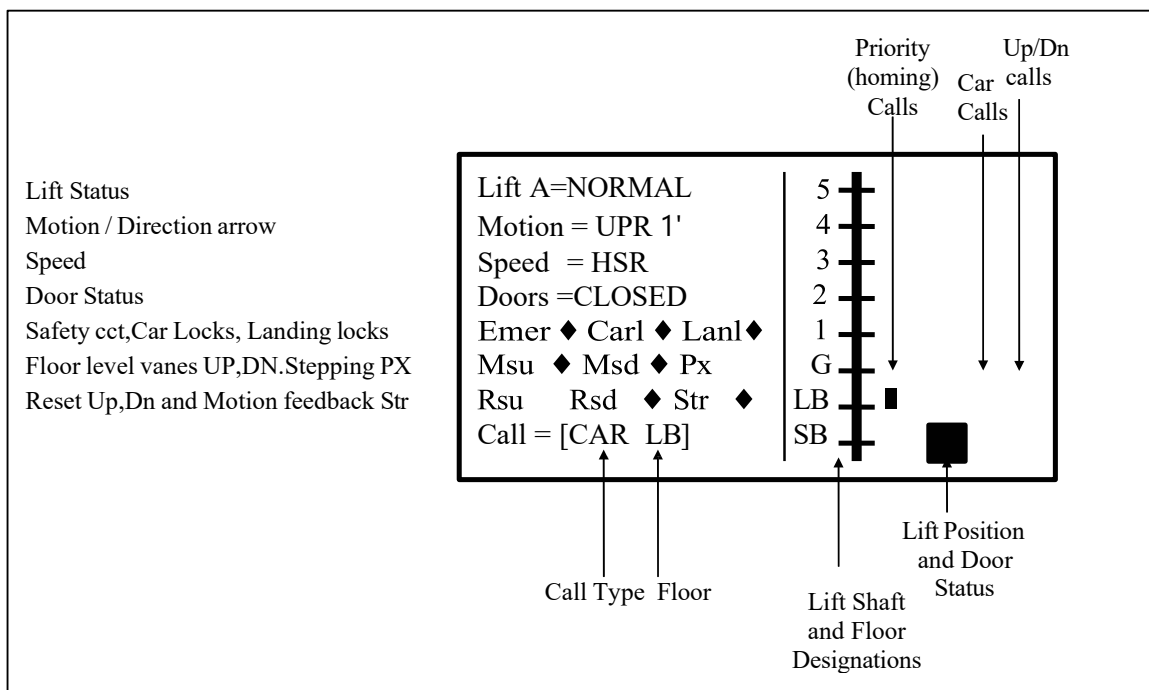 Priority
(homing)
Calls
Car
Calls
Up/Dn
calls
Lift Status
Motion / Direction arrow
Speed
Door Status
Safety cct,Car Locks, Landing locks
Floor level vanes UP,DN.Stepping PX
Reset Up,Dn and Motion feedback Str
Lift A=NORMAL
Motion = UPR 1'
Speed = HSR
Doors =CLOSED
Emer ♦ Carl ♦ Lanl♦
Msu ♦ Msd ♦ Px
Rsu Rsd ♦ Str ♦
Call = [CAR LB]
5
4
3
2
1
G
LB
SB
Call Type Floor
Lift Shaft
and Floor
Designations
Lift Position
and Door
Status